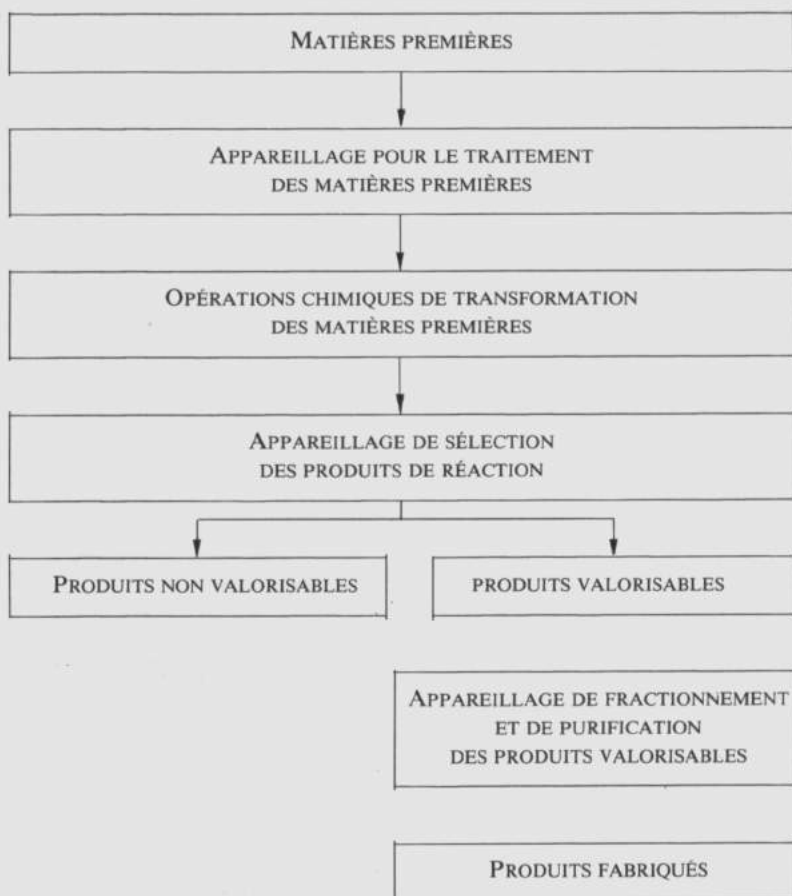 MATIÈRES PREMIÈRES
APPAREILLAGE POUR LE TRAITEMENT
DES MATIÈRES PREMIÈRES
OPÉRATIONS CHIMIQUES DE TRANSFORMATION
DES MATIÈRES PREMIÈRES
APPAREILLAGE DE SÉLECTION
DES PRODUITS DE RÉACTION
PRODUITS NON VALORISABLES
PRODUITS VALORISABLES
APPAREILLAGE DE FRACTIONNEMENT
ET DE PURIFICATION
DES PRODUITS VALORISABLES
PRODUITS FABRIQUÉS